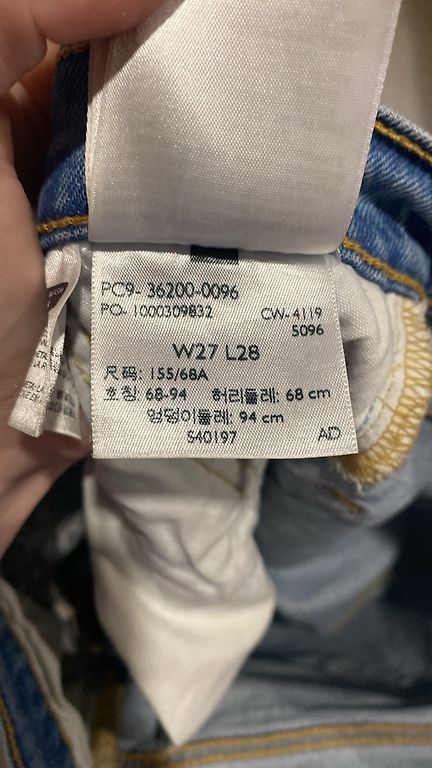 PC9- 36200-0096
PO- 1000309832 CW- 4119
5096
W27 L28
尺码: 155/68A
호칭: 68-94 허리둘레: 68 cm
엉덩이둘레: 94 cm
S40197 AD